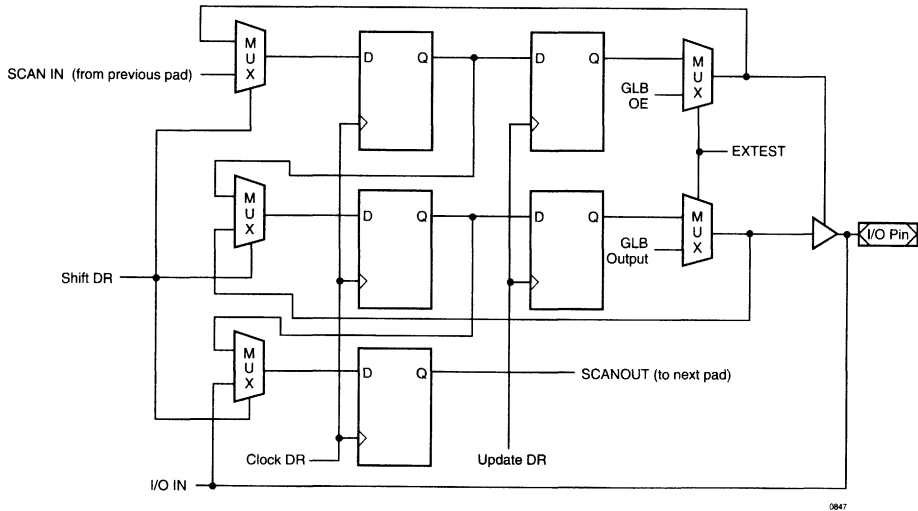 MUX
D Q
D Q
MUX
SCAN IN (from previous pad)
GLB
OE
EXTEST
MUX
D Q
D Q
MUX
GLB
Output
I/O Pin
Shift DR
MUX
D Q
SCANOUT (to next pad)
Clock DR
Update DR
I/O IN
0847